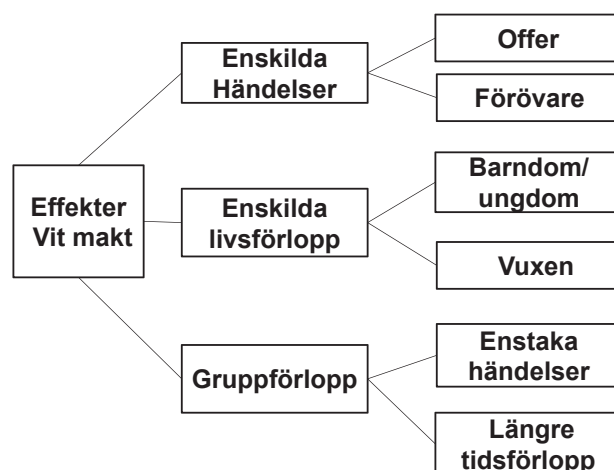 Effekter
Vit makt
Enskilda
Händelser
Offer
Förövare
Enskilda
livsförlopp
Barndom/
ungdom
Vuxen
Gruppförlopp
Enstaka
händelser
Längre
tidsförlopp